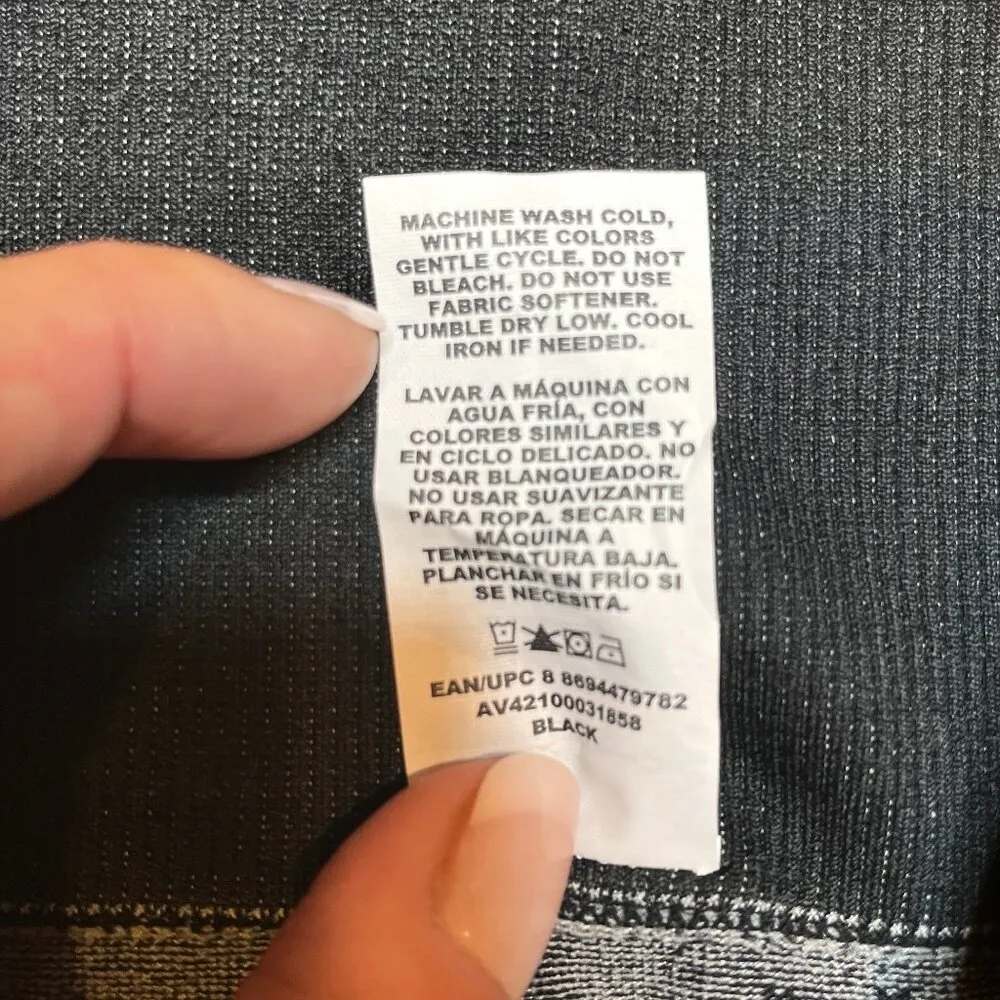 MACHINE WASH COLD,
WITH LIKE COLORS
GENTLE CYCLE. DO NOT
BLEACH. DO NOT USE
FABRIC SOFTENER.
TUMBLE DRY LOW. COOL
IRON IF NEEDED.
LAVAR A MÁQUINA CON
AGUA FRÍA, CON
COLORES SIMILARES Y
EN CICLO DELICADO. NO
USAR BLANQUEADOR.
NO USAR SUAVIZANTE
PARA ROPA. SECAR EN
MÁQUINA A
TEMPERATURA BAJA.
PLANCHAR EN FRÍO SI
SE NECESITA.
EAN/UPC 8 8694479782
AV42100031858
BLACK